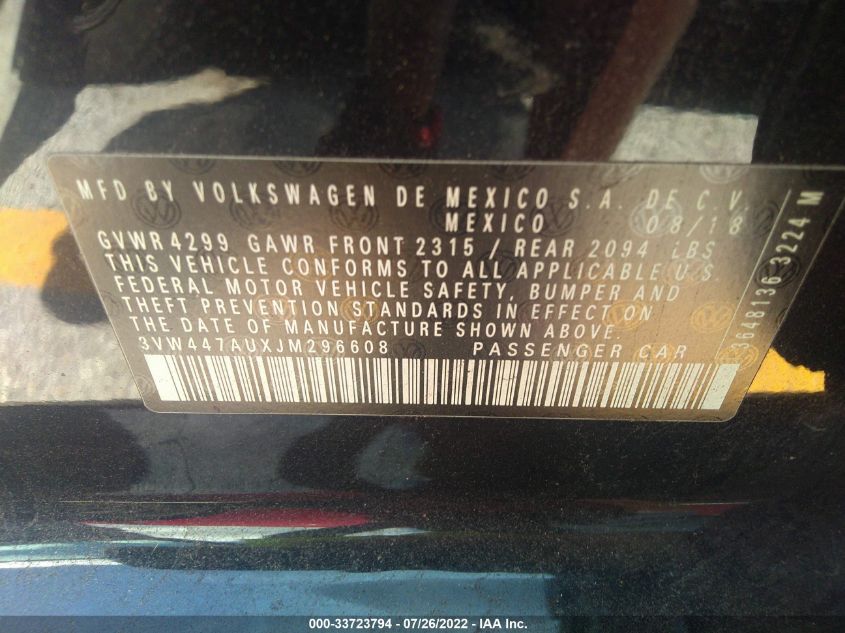 MFD BY VOLKSWAGEN DE MEXICO S.A. DE C.V.
MEXICO 08/18
GVWR 4299 GAWR FRONT 2315 / REAR 2094 LBS
THIS VEHICLE CONFORMS TO ALL APPLICABLE U.S.
FEDERAL MOTOR VEHICLE SAFETY, BUMPER AND
THEFT PREVENTION STANDARDS IN EFFECT ON
THE DATE OF MANUFACTURE SHOWN ABOVE.
3VW447AUXJM296608 PASSENGER CAR
3648136 3224 M
000-33723794 - 07/26/2022 - IAA Inc.